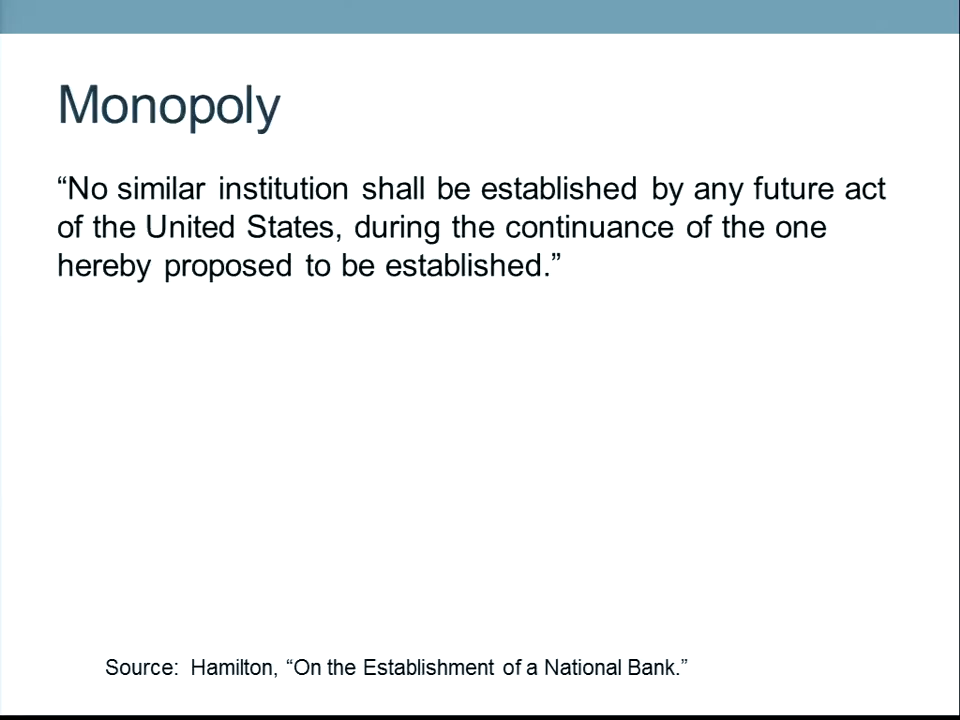 Monopoly
“No similar institution shall be established by any future act
of the United States, during the continuance of the one
hereby proposed to be established.”
Source:  Hamilton, “On the Establishment of a National Bank.”